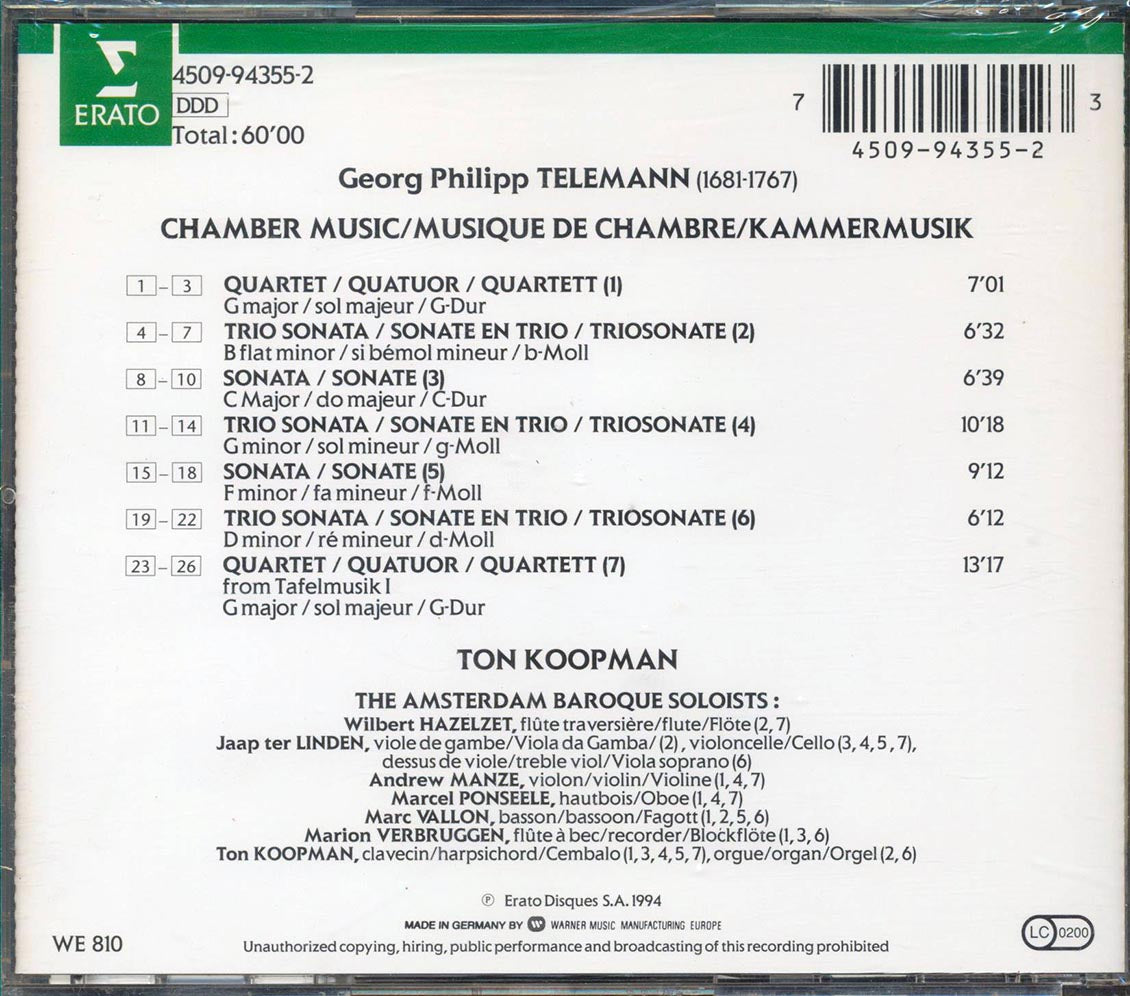 ERATO
4509-94355-2
DDD
Total: 60'00
7 3
4509-94355-2
Georg Philipp TELEMANN (1681-1767)
CHAMBER MUSIC/MUSIQUE DE CHAMBRE/KAMMERMUSIK
1 – 3 QUARTET / QUATUOR / QUARTETT (1) 7'01
G major / sol majeur / G-Dur
4 – 7 TRIO SONATA / SONATE EN TRIO / TRIOSONATE (2) 6'32
B flat minor / si bémol mineur / b-Moll
8 – 10 SONATA / SONATE (3) 6'39
C Major / do majeur / C-Dur
11 – 14 TRIO SONATA / SONATE EN TRIO / TRIOSONATE (4) 10'18
G minor / sol mineur / g-Moll
15 – 18 SONATA / SONATE (5) 9'12
F minor / fa mineur / f-Moll
19 – 22 TRIO SONATA / SONATE EN TRIO / TRIOSONATE (6) 6'12
D minor / ré mineur / d-Moll
23 – 26 QUARTET / QUATUOR / QUARTETT (7) 13'17
from Tafelmusik I
G major / sol majeur / G-Dur
TON KOOPMAN
THE AMSTERDAM BAROQUE SOLOISTS :
Wilbert HAZELZET, flûte traversière/flute/Flöte (2, 7)
Jaap ter LINDEN, viole de gambe/Viola da Gamba/ (2) , violoncelle/Cello (3, 4, 5 , 7),
dessus de viole/treble viol/Viola soprano (6)
Andrew MANZE, violon/violin/Violine (1, 4, 7)
Marcel PONSEELE, hautbois/Oboe (1, 4, 7)
Marc VALLON, basson/bassoon/Fagott (1, 2, 5, 6)
Marion VERBRUGGEN, flûte à bec/recorder/Blockflöte (1, 3, 6)
Ton KOOPMAN, clavecin/harpsichord/Cembalo (1, 3, 4, 5, 7), orgue/organ/Orgel (2, 6)
℗ Erato Disques S.A. 1994
MADE IN GERMANY BY WARNER MUSIC MANUFACTURING EUROPE
WE 810
Unauthorized copying, hiring, public performance and broadcasting of this recording prohibited
LC 0200